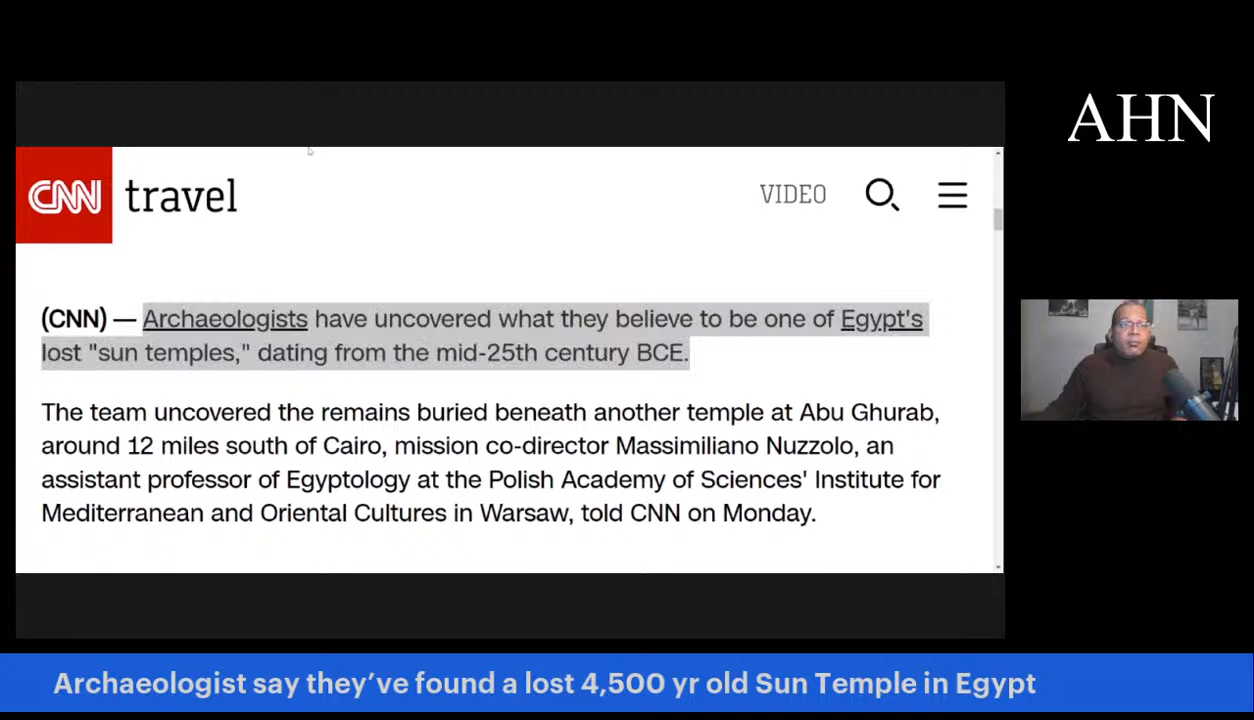 AHN
CNN travel VIDEO
(CNN) — Archaeologists have uncovered what they believe to be one of Egypt's
lost "sun temples," dating from the mid-25th century BCE.
The team uncovered the remains buried beneath another temple at Abu Ghurab,
around 12 miles south of Cairo, mission co-director Massimiliano Nuzzolo, an
assistant professor of Egyptology at the Polish Academy of Sciences' Institute for
Mediterranean and Oriental Cultures in Warsaw, told CNN on Monday.
Archaeologist say they’ve found a lost 4,500 yr old Sun Temple in Egypt